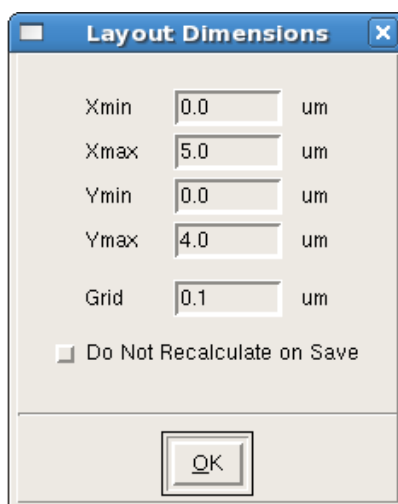 Layout Dimensions
Xmin 0.0 um
Xmax 5.0 um
Ymin 0.0 um
Ymax 4.0 um
Grid 0.1 um
Do Not Recalculate on Save
OK